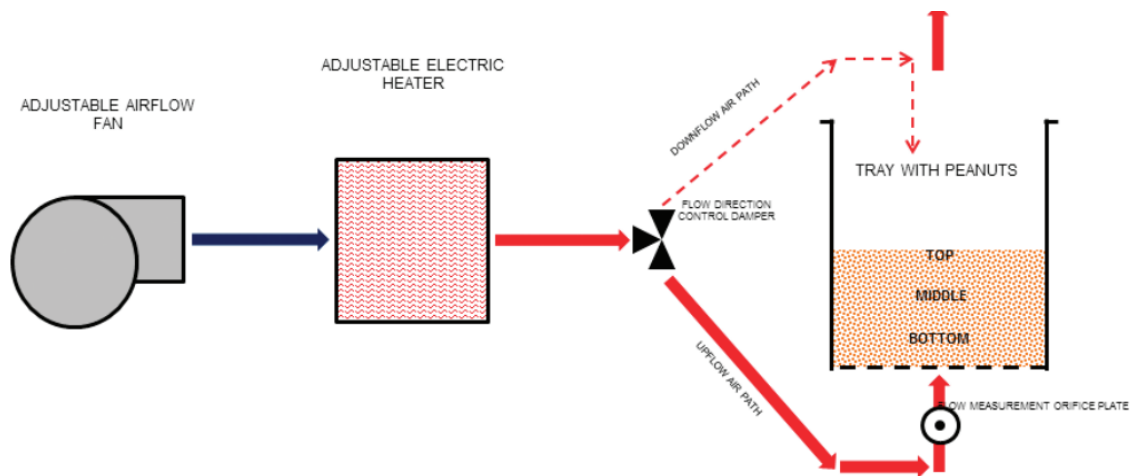 ADJUSTABLE AIRFLOW
FAN
ADJUSTABLE ELECTRIC
HEATER
DOWNFLOW AIR PATH
FLOW DIRECTION
CONTROL DAMPER
UPFLOW AIR PATH
TRAY WITH PEANUTS
TOP
MIDDLE
BOTTOM
FLOW MEASUREMENT ORIFICE PLATE